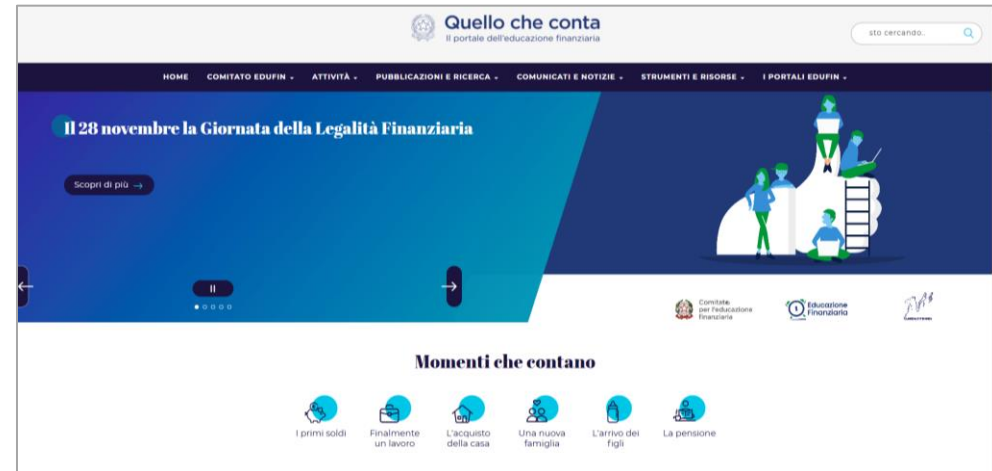 Quello che conta
Il portale dell'educazione finanziaria
sto cercando..
HOME COMITATO EDUFIN ATTIVITÀ PUBBLICAZIONI E RICERCA COMUNICATI E NOTIZIE STRUMENTI E RISORSE I PORTALI EDUFIN
Il 28 novembre la Giornata della Legalità Finanziaria
Scopri di più →
Comitato
per l'educazione
finanziaria
Educazione
Finanziaria
Momenti che contano
I primi soldi
Finalmente
un lavoro
L'acquisto
della casa
Una nuova
famiglia
L'arrivo dei
figli
La pensione